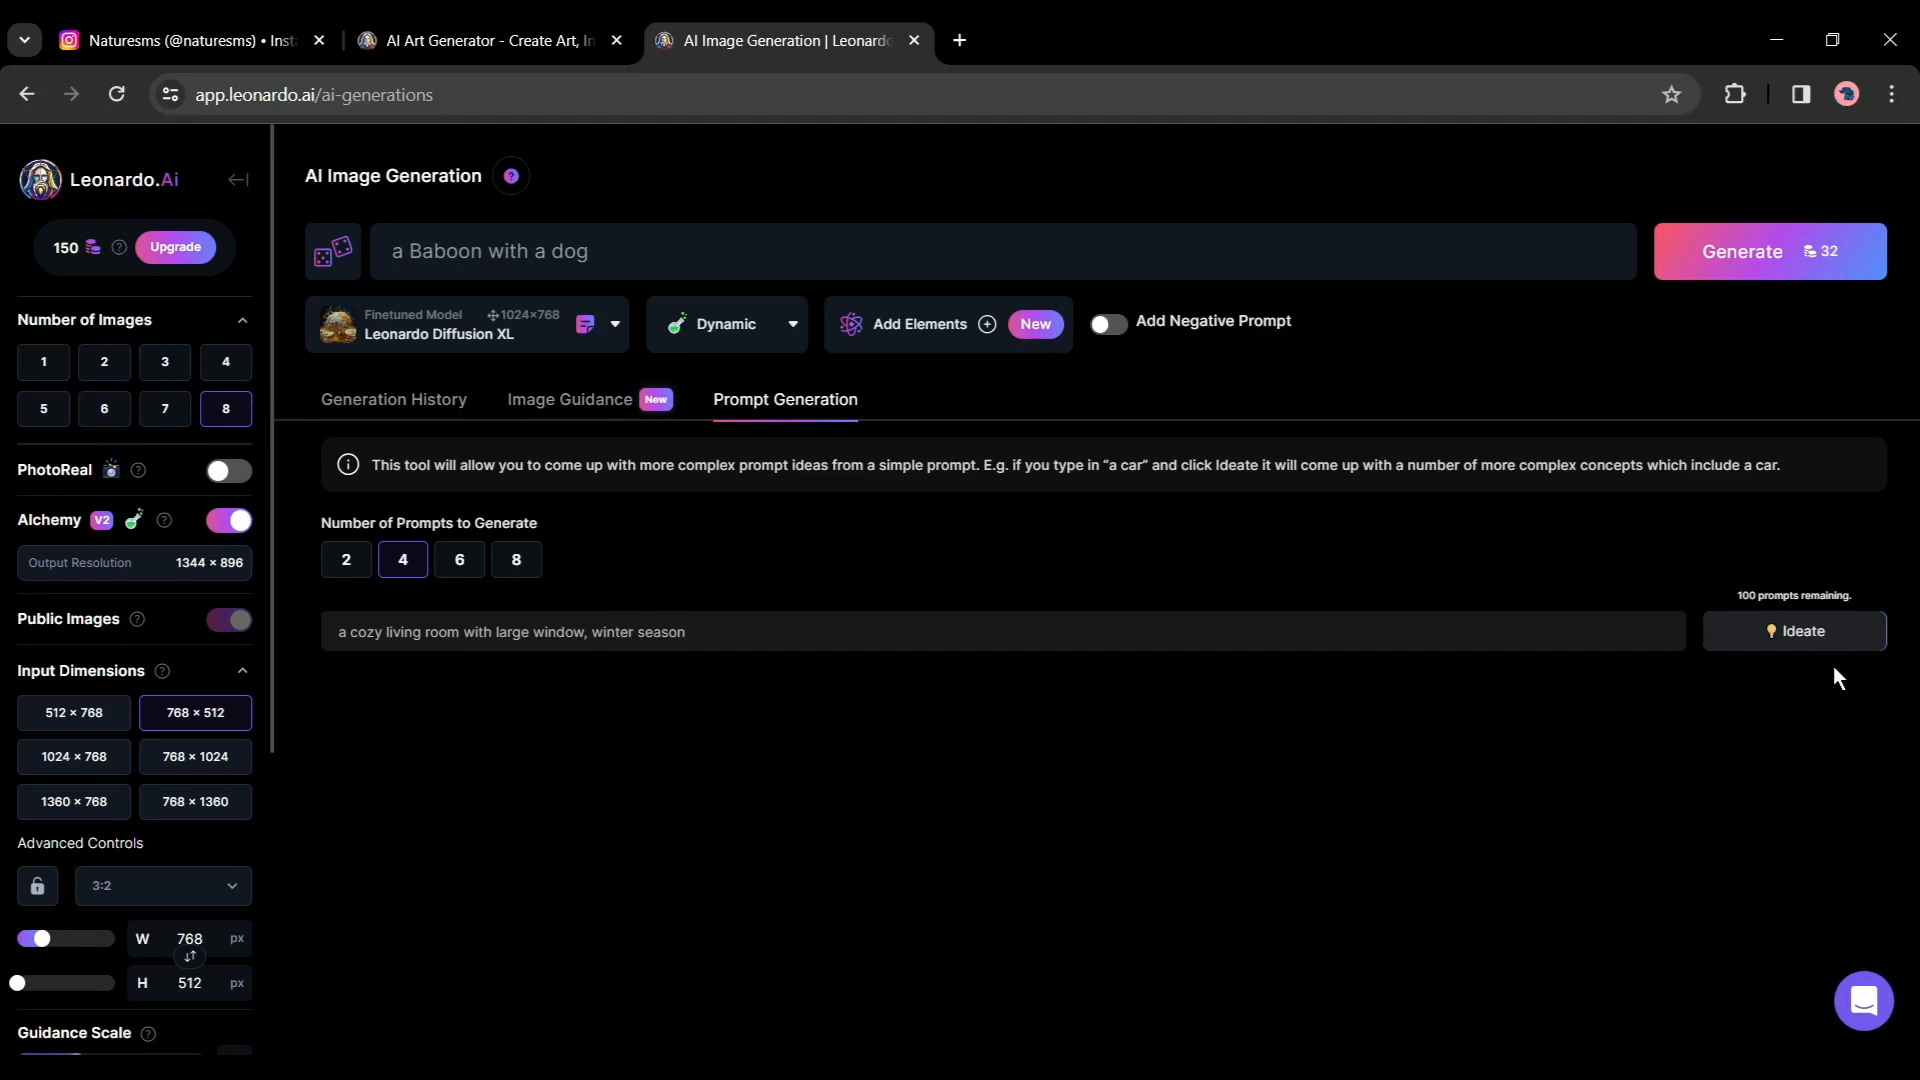 Naturesms (@naturesms) • Inst
AI Art Generator - Create Art, In
AI Image Generation | Leonardo
app.leonardo.ai/ai-generations
Leonardo.Ai
150
Upgrade
Number of Images
1 2 3 4
5 6 7 8
PhotoReal
Alchemy V2
Output Resolution 1344 × 896
Public Images
Input Dimensions
512 × 768 768 × 512
1024 × 768 768 × 1024
1360 × 768 768 × 1360
Advanced Controls
3:2
W 768 px
H 512 px
Guidance Scale
AI Image Generation
a Baboon with a dog
Generate 32
Finetuned Model 1024×768
Leonardo Diffusion XL
Dynamic
Add Elements New
Add Negative Prompt
Generation History
Image Guidance New
Prompt Generation
This tool will allow you to come up with more complex prompt ideas from a simple prompt. E.g. if you type in "a car" and click Ideate it will come up with a number of more complex concepts which include a car.
Number of Prompts to Generate
2 4 6 8
100 prompts remaining.
a cozy living room with large window, winter season
Ideate